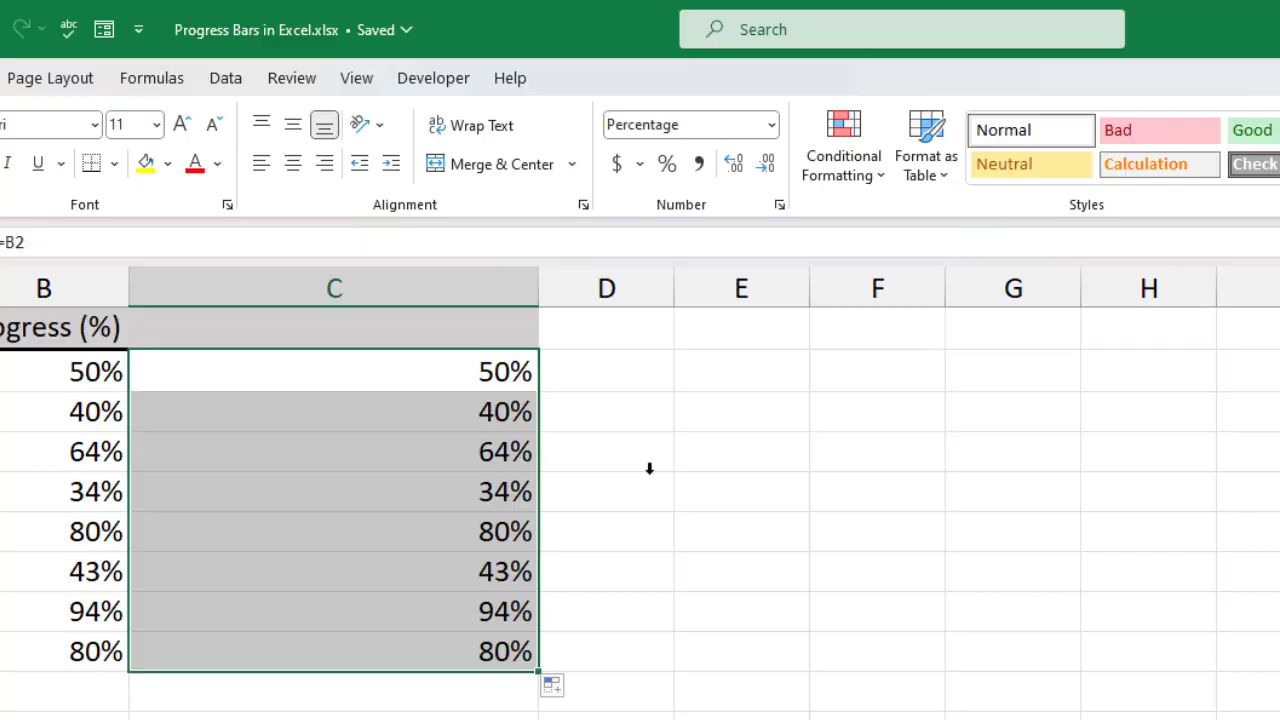 abc
Progress Bars in Excel.xlsx • Saved
Search
Page Layout Formulas Data Review View Developer Help
ri 11 A A Wrap Text Percentage Normal Bad Good
I U A Merge & Center $ % Conditional Formatting Format as Table Neutral Calculation Check
Font Alignment Number Styles
=B2
B C D E F G H
ogress (%)
50% 50%
40% 40%
64% 64%
34% 34%
80% 80%
43% 43%
94% 94%
80% 80%